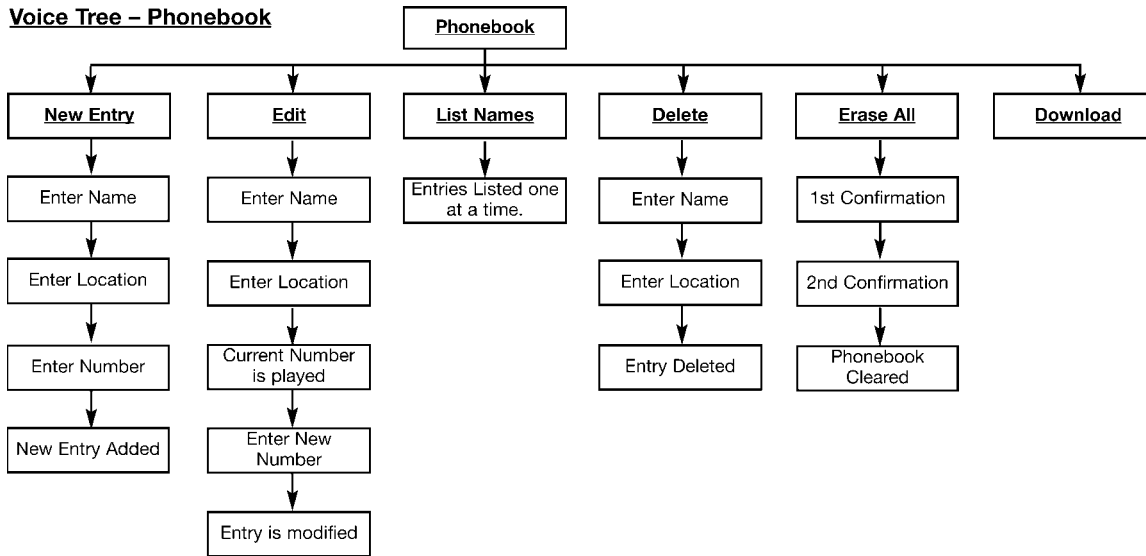 Voice Tree – Phonebook
Phonebook
New Entry
Edit
List Names
Delete
Erase All
Download
Enter Name
Enter Name
Entries Listed one
at a time.
Enter Name
1st Confirmation
Enter Location
Enter Location
Enter Location
2nd Confirmation
Enter Number
Current Number
is played
Entry Deleted
Phonebook
Cleared
New Entry Added
Enter New
Number
Entry is modified